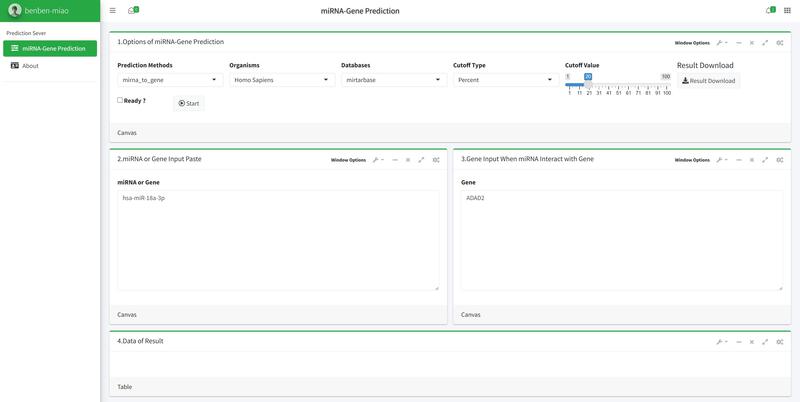 benben-miao
miRNA-Gene Prediction
Prediction Sever
miRNA-Gene Prediction
About
1.Options of miRNA-Gene Prediction
Window Options
Prediction Methods
Organisms
Databases
Cutoff Type
Cutoff Value
Result Download
mirna_to_gene
Homo Sapiens
mirtarbase
Percent
1
20
100
1 11 21 31 41 51 61 71 81 91 100
Result Download
Ready ?
Start
Canvas
2.miRNA or Gene Input Paste
Window Options
miRNA or Gene
hsa-miR-18a-3p
Canvas
3.Gene Input When miRNA Interact with Gene
Window Options
Gene
ADAD2
Canvas
4.Data of Result
Table